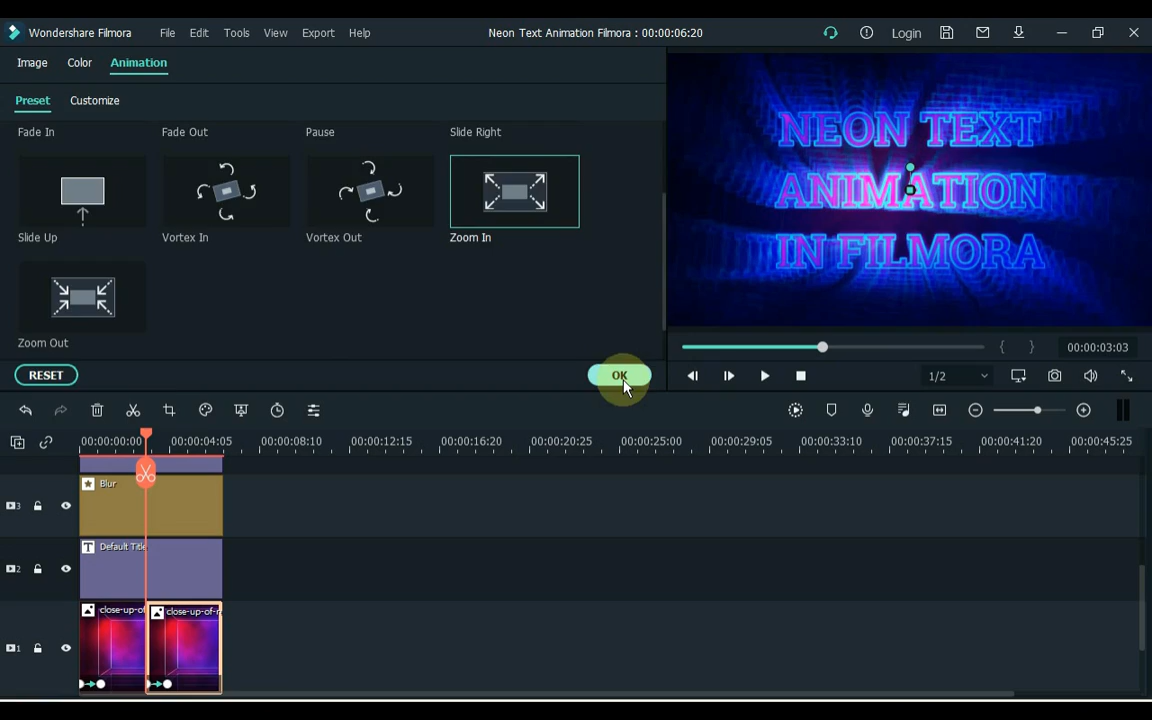 Wondershare Filmora File Edit Tools View Export Help Neon Text Animation Filmora : 00:00:06:20 Login
Image Color Animation
Preset Customize
Fade In Fade Out Pause Slide Right
Slide Up Vortex In Vortex Out Zoom In
Zoom Out
RESET OK
NEON TEXT
ANIMATION
IN FILMORA
{ } 00:00:03:03
1/2
00:00:00:00 00:00:04:05 00:00:08:10 00:00:12:15 00:00:16:20 00:00:20:25 00:00:25:00 00:00:29:05 00:00:33:10 00:00:37:15 00:00:41:20 00:00:45:25
3 Blur
2 T Default Title
1 close-up-of close-up-of-r